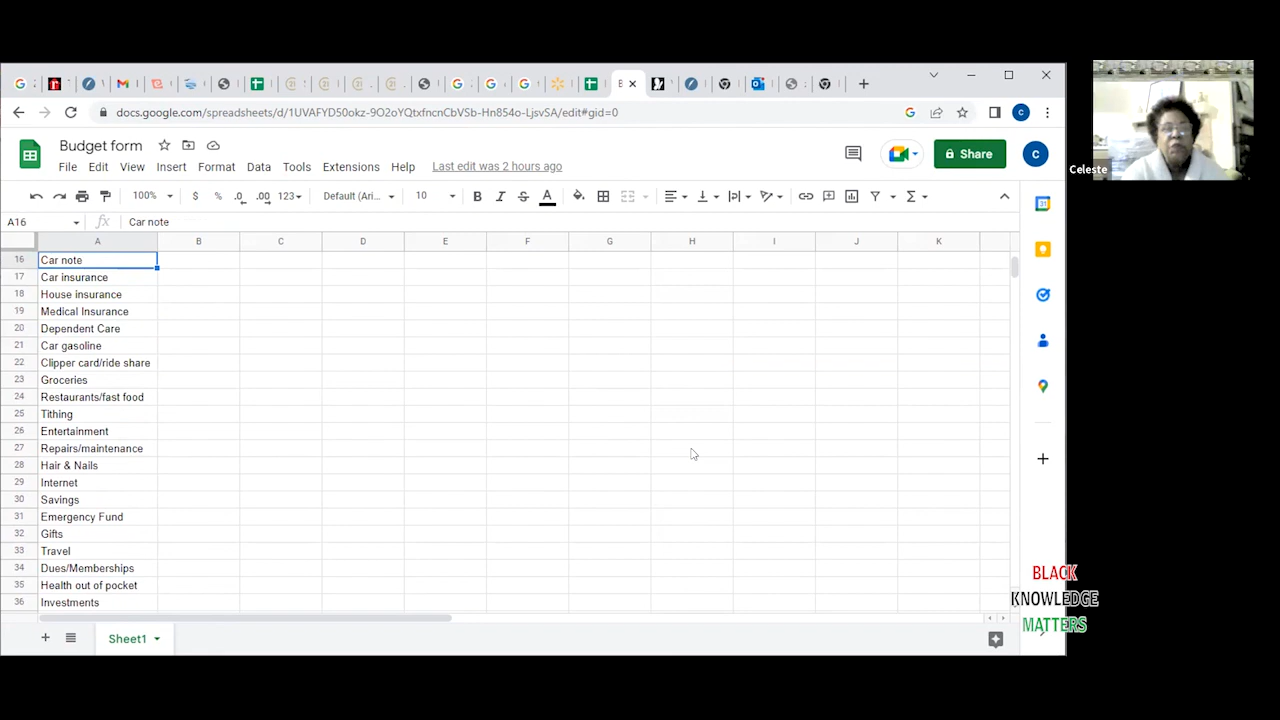 docs.google.com/spreadsheets/d/1UVAFYD50okz-9O2oYQtxfncnCbVSb-Hn854o-LjsvSA/edit#gid=0
Budget form
File Edit View Insert Format Data Tools Extensions Help Last edit was 2 hours ago
Share
C
Celeste
100% $ % .0 .00 123 Default (Ari... 10 B I S A
A16 fx Car note
A B C D E F G H I J K
16 Car note
17 Car insurance
18 House insurance
19 Medical Insurance
20 Dependent Care
21 Car gasoline
22 Clipper card/ride share
23 Groceries
24 Restaurants/fast food
25 Tithing
26 Entertainment
27 Repairs/maintenance
28 Hair & Nails
29 Internet
30 Savings
31 Emergency Fund
32 Gifts
33 Travel
34 Dues/Memberships
35 Health out of pocket
36 Investments
Sheet1
BLACK
KNOWLEDGE
MATTERS